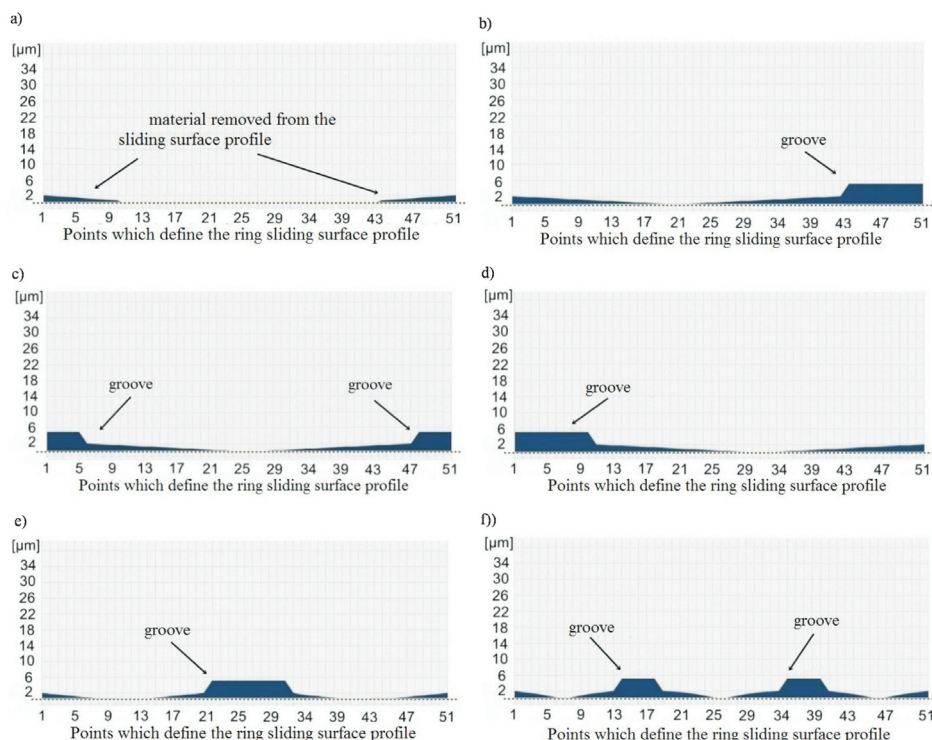 a)
[µm]
34
30
26
22
18
14
10
6
2
material removed from the
sliding surface profile
1 5 9 13 17 21 25 29 34 39 43 47 51
Points which define the ring sliding surface profile
b)
[µm]
34
30
26
22
18
14
10
6
2
groove
1 5 9 13 17 21 25 29 34 39 43 47 51
Points which define the ring sliding surface profile
c)
[µm]
34
30
26
22
18
14
10
6
2
groove
groove
1 5 9 13 17 21 25 29 34 39 43 47 51
Points which define the ring sliding surface profile
d)
[µm]
34
30
26
22
18
14
10
6
2
groove
1 5 9 13 17 21 25 29 34 39 43 47 51
Points which define the ring sliding surface profile
e)
[µm]
34
30
26
22
18
14
10
6
2
groove
1 5 9 13 17 21 25 29 34 39 43 47 51
Points which define the ring sliding surface profile
f))
[µm]
34
30
26
22
18
14
10
6
2
groove
groove
1 5 9 13 17 21 25 29 34 39 43 47 51
Points which define the ring sliding surface profile